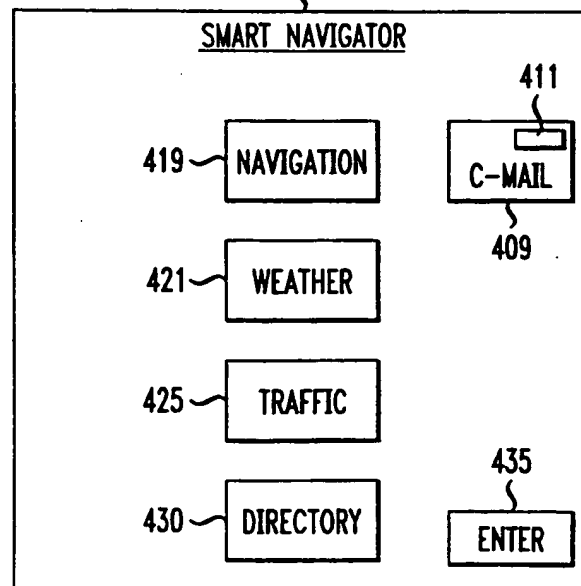 SMART NAVIGATOR
411
419 NAVIGATION
C-MAIL
409
421 WEATHER
425 TRAFFIC
435
430 DIRECTORY
ENTER